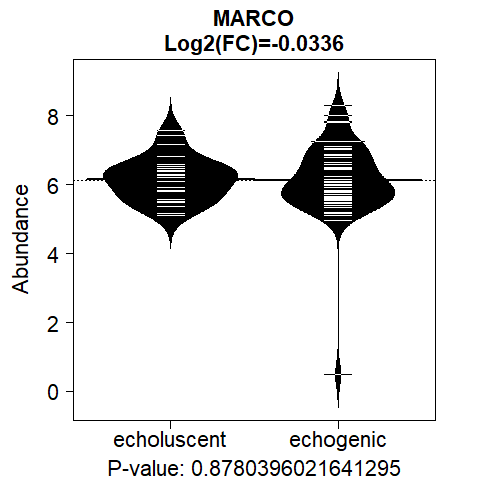 MARCO
Log2(FC)=-0.0336
Abundance
8
6
4
2
0
echoluscent echogenic
P-value: 0.8780396021641295